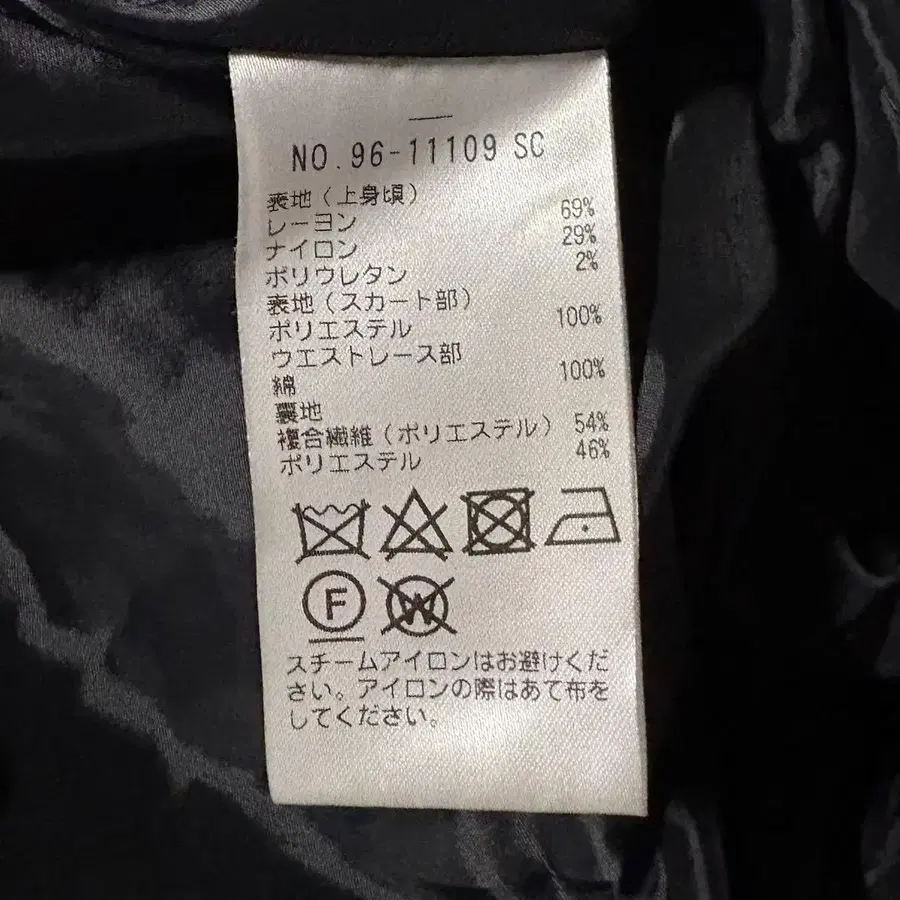 NO.96-11109 SC
表地(上身頃)
レーヨン 69%
ナイロン 29%
ポリウレタン 2%
表地(スカート部)
ポリエステル 100%
ウエストレース部
綿 100%
裏地
複合繊維(ポリエステル) 54%
ポリエステル 46%
F
W
スチームアイロンはお避けくだ
さい。アイロンの際はあて布を
してください。